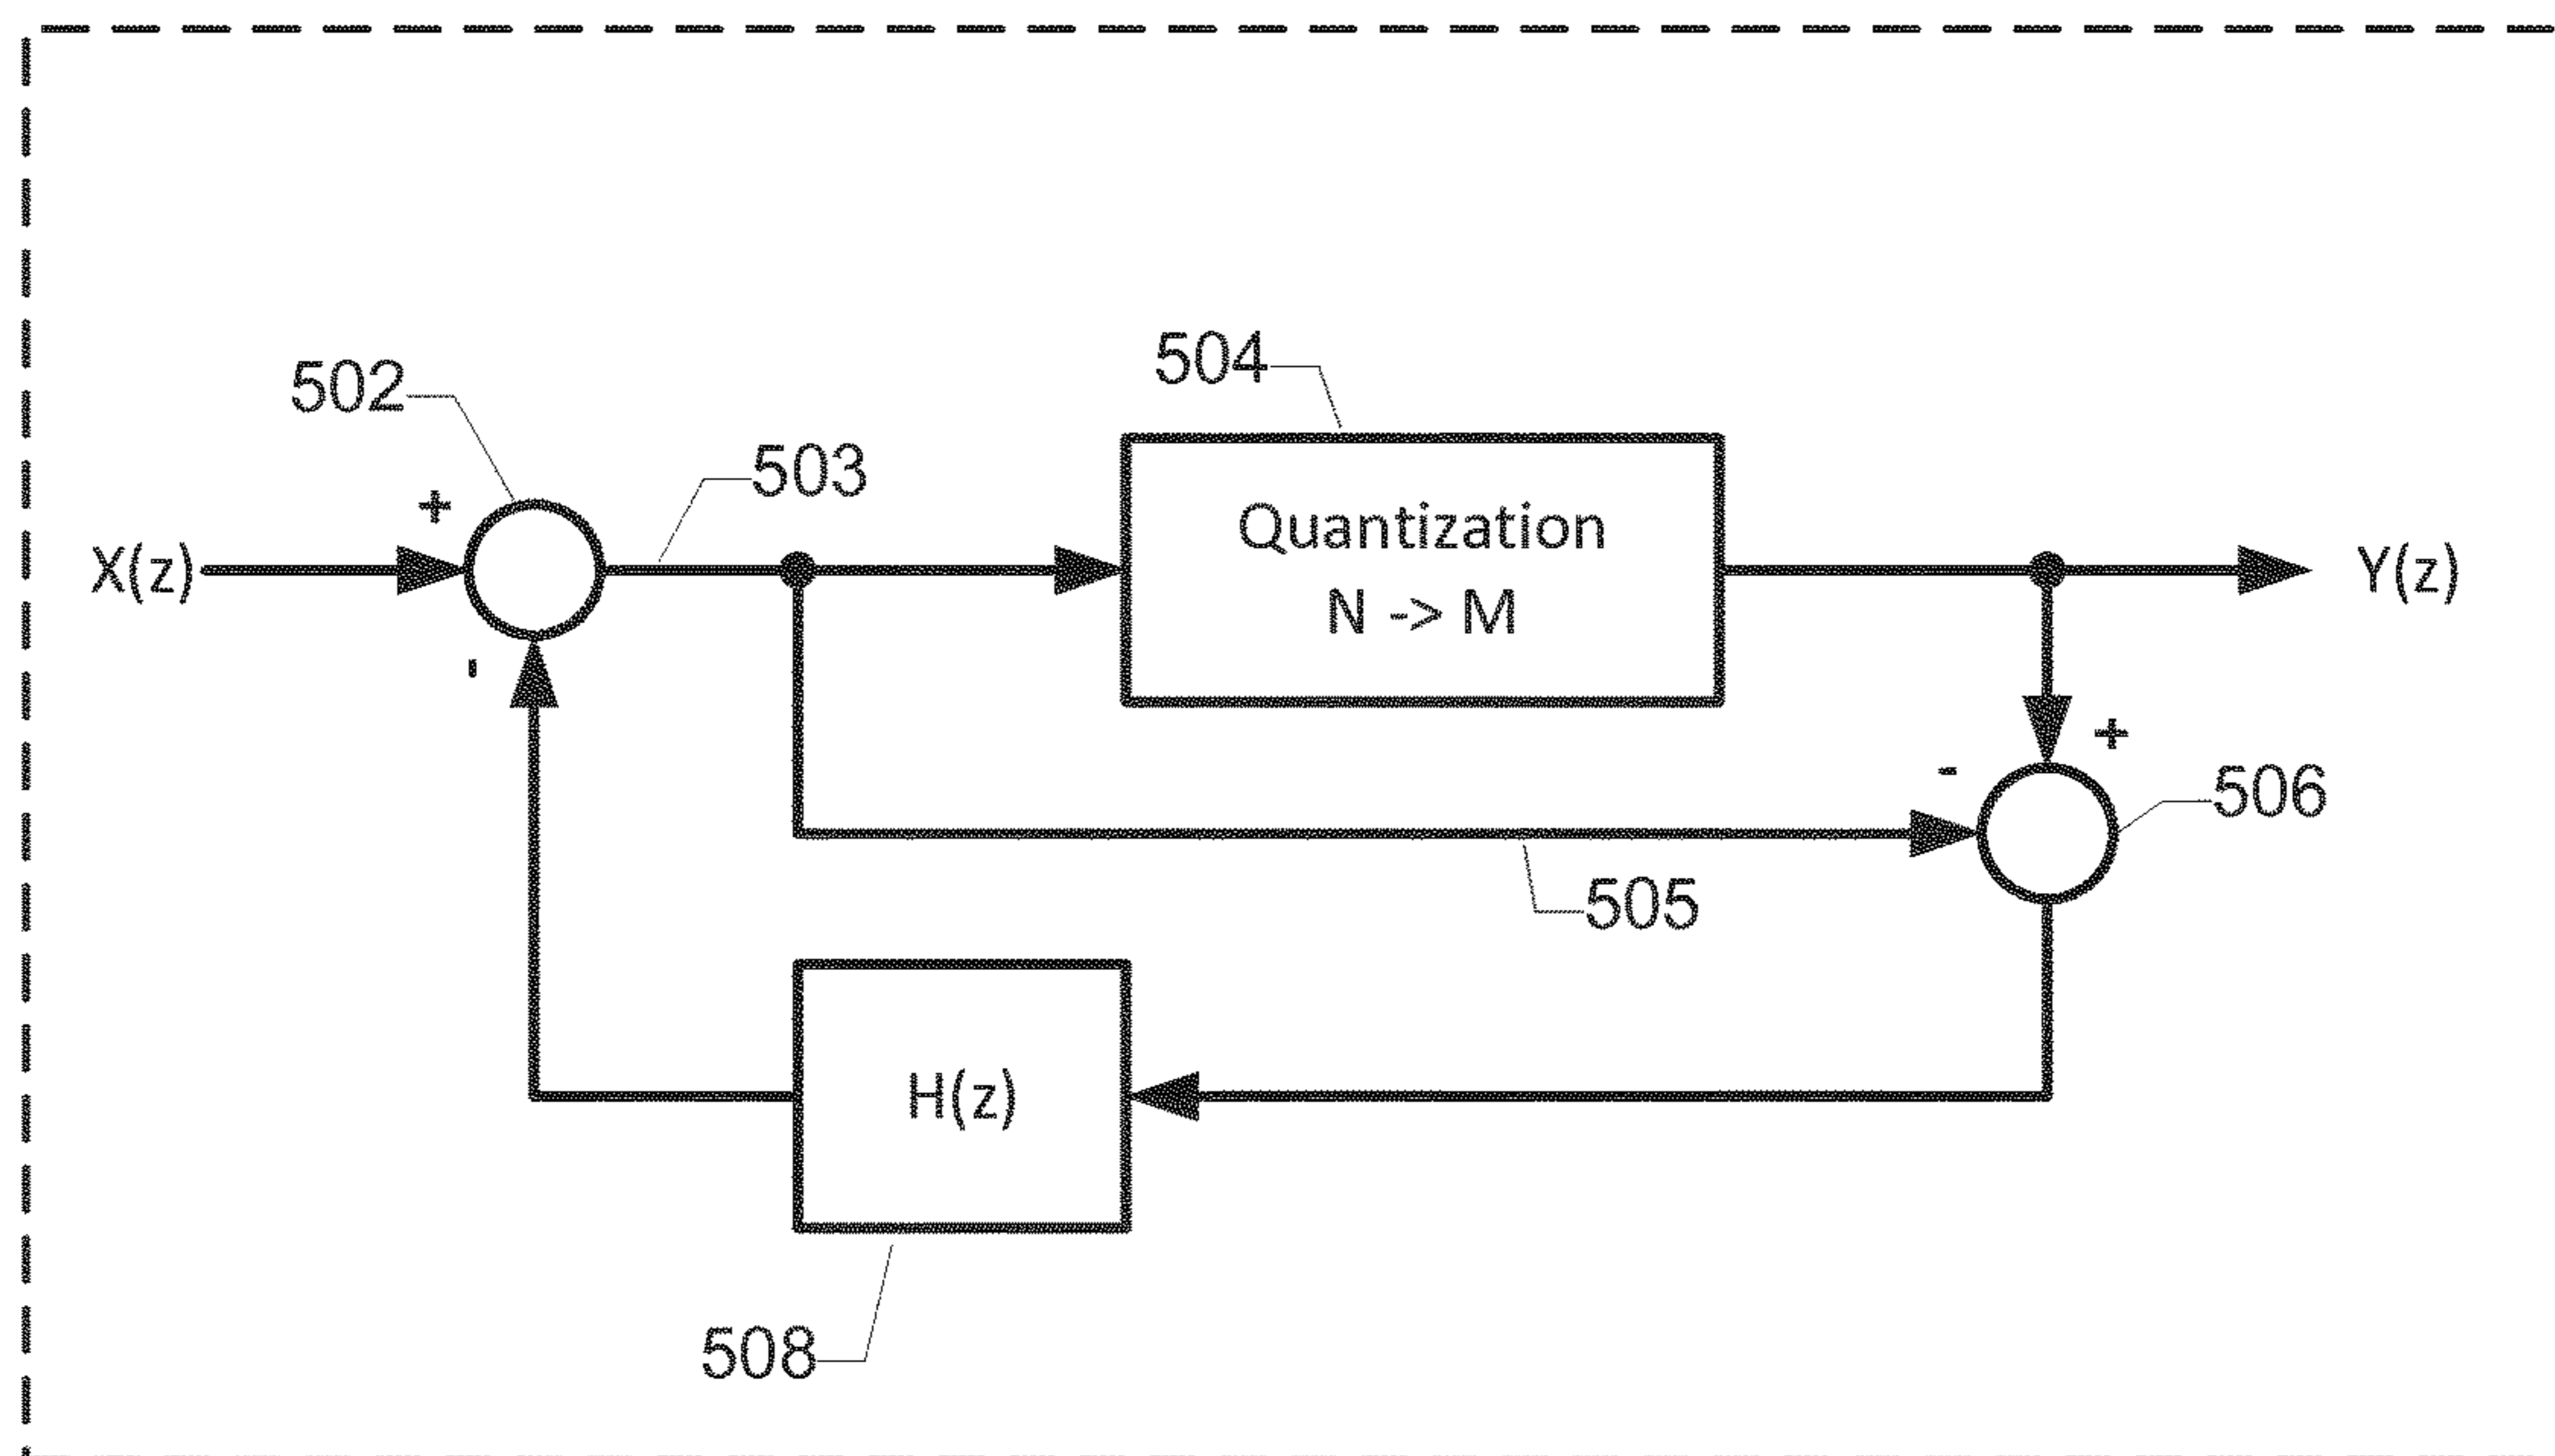 504
502
503
+
Quantization
N -> M
X(z)
Y(z)
-
+
-
506
505
H(z)
508